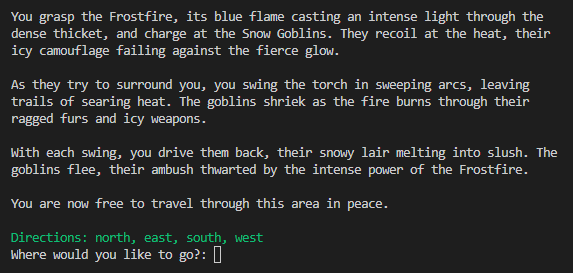 You grasp the Frostfire, its blue flame casting an intense light through the
dense thicket, and charge at the Snow Goblins. They recoil at the heat, their
icy camouflage failing against the fierce glow.
As they try to surround you, you swing the torch in sweeping arcs, leaving
trails of searing heat. The goblins shriek as the fire burns through their
ragged furs and icy weapons.
With each swing, you drive them back, their snowy lair melting into slush. The
goblins flee, their ambush thwarted by the intense power of the Frostfire.
You are now free to travel through this area in peace.
Directions: north, east, south, west
Where would you like to go?: